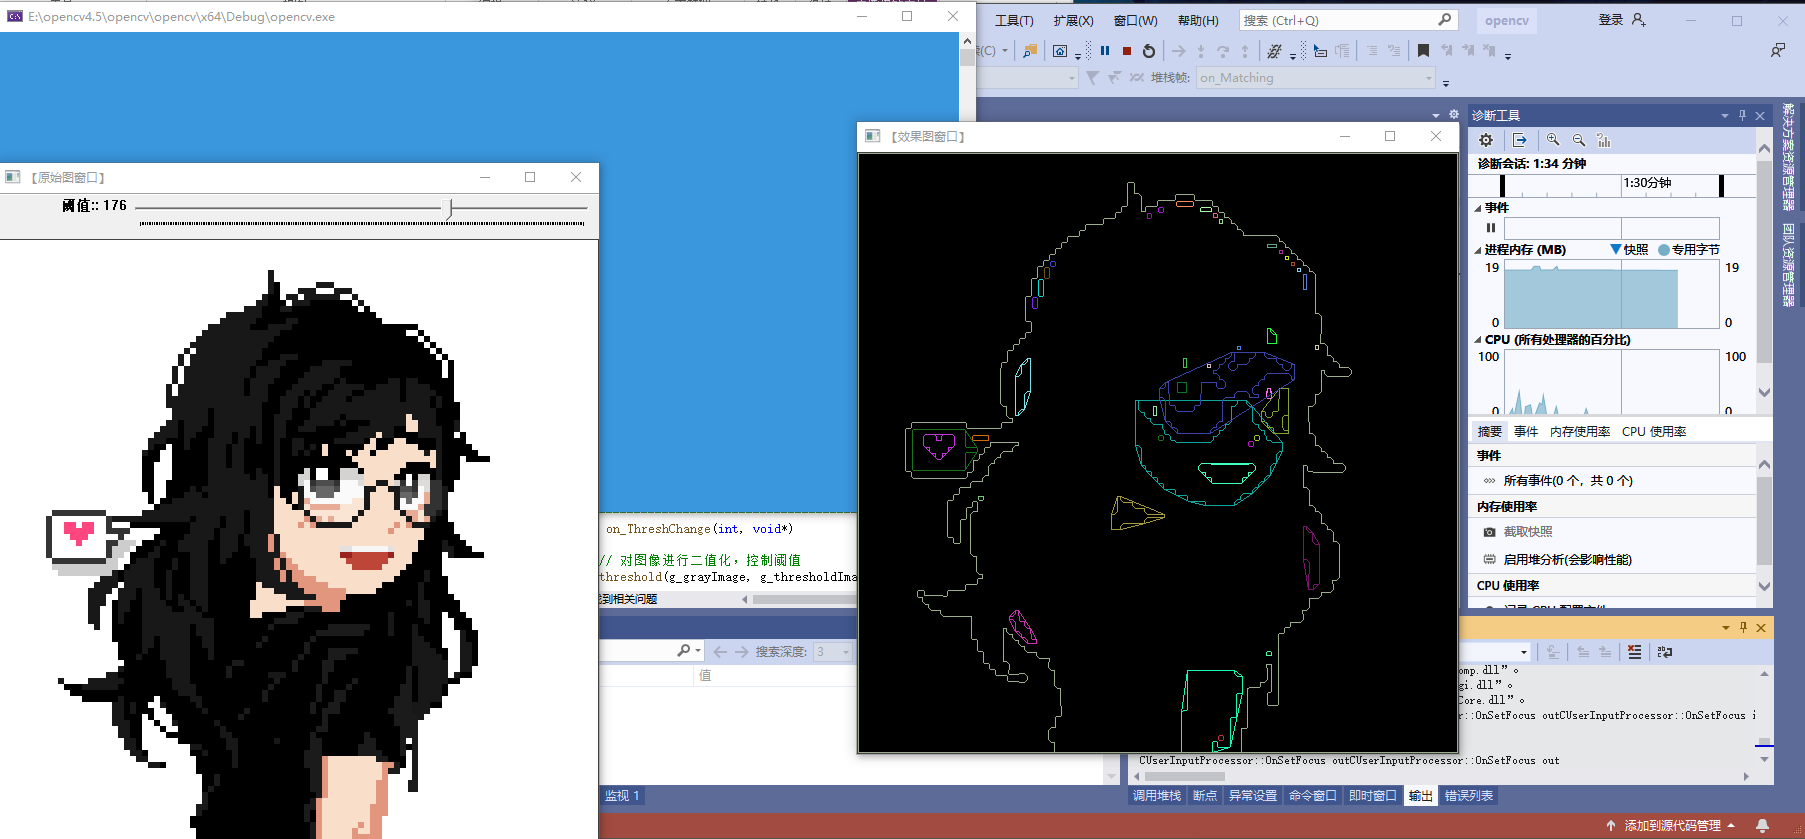 E:\opencv4.5\opencv\opencv\x64\Debug\opencv.exe
工具(T) 扩展(X) 窗口(W) 帮助(H) 搜索 (Ctrl+Q) opencv 登录
(C)
堆栈帧: on_Matching
【原始图窗口】
阈值:: 176
【效果图窗口】
诊断工具
诊断会话: 1:34 分钟
1:30分钟
事件
进程内存 (MB) 快照 专用字节
19 19
0 0
CPU (所有处理器的百分比)
100 100
0 0
摘要 事件 内存使用率 CPU 使用率
事件
所有事件(0 个，共 0 个)
内存使用率
截取快照
启用堆分析(会影响性能)
CPU 使用率
解决方案资源管理器
团队资源管理器
on_ThreshChange(int, void*)
// 对图像进行二值化，控制阈值
threshold(g_grayImage, g_thresholdIma
到相关问题
搜索深度: 3
值
omp.dll”。
gi.dll”。
Core.dll”。
r::OnSetFocus outCUserInputProcessor::OnSetFocus i
CUserInputProcessor::OnSetFocus outCUserInputProcessor::OnSetFocus out
监视 1
调用堆栈 断点 异常设置 命令窗口 即时窗口 输出 错误列表
添加到源代码管理